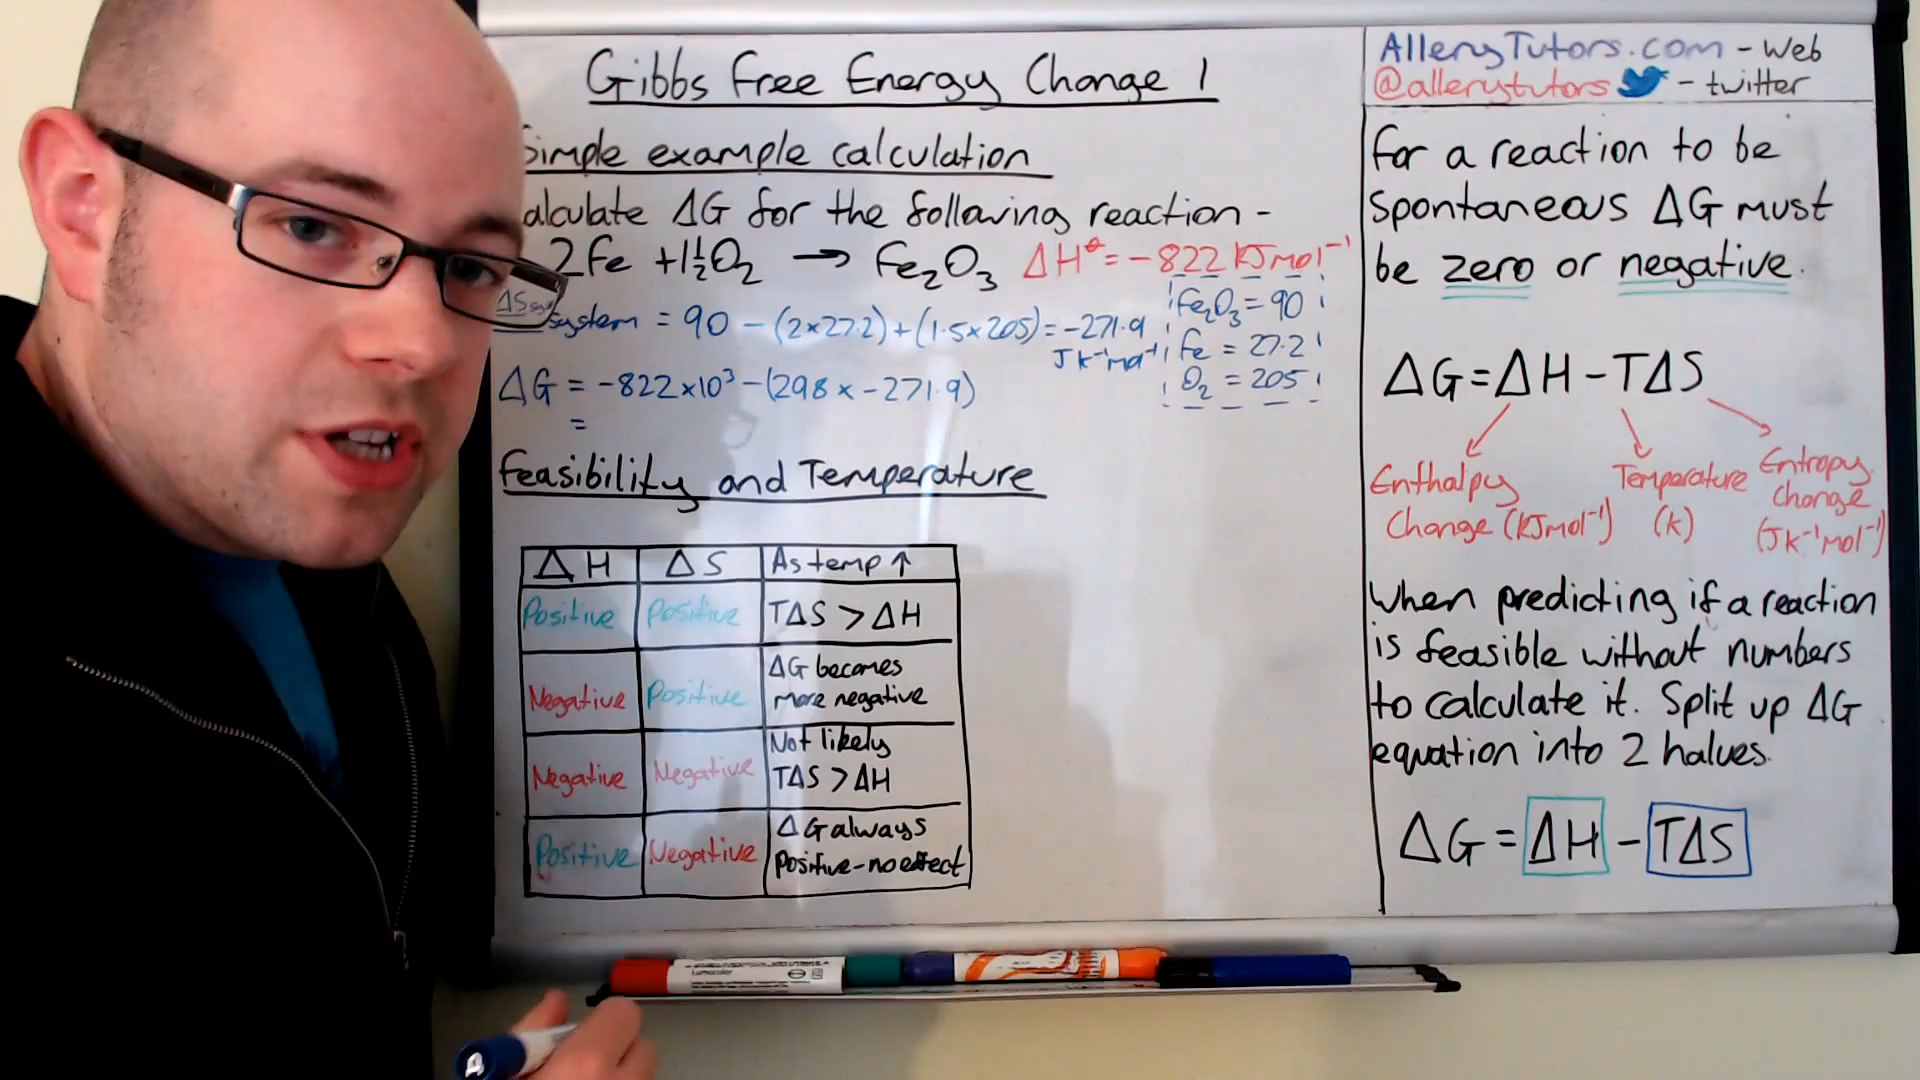 Gibbs Free Energy Change 1
Simple example calculation
alculate ΔG for the following reaction -
2Fe + 1½O₂ → Fe₂O₃ ΔH° = -822 kJmol⁻¹
ΔSsys
system = 90 - (2×27.2) + (1.5×205) = -271.9
JK⁻¹mol⁻¹
Fe₂O₃ = 90
Fe = 27.2
O₂ = 205
ΔG = -822×10³ - (298 × -271.9)
=
Feasibility and Temperature
ΔH ΔS As temp ↑
Positive Positive TΔS > ΔH
Negative Positive ΔG becomes
more negative
Negative Negative Not likely
TΔS > ΔH
Positive Negative ΔG always
Positive - no effect
AlleryTutors.com - Web
@allerytutors - twitter
For a reaction to be
spontaneous ΔG must
be zero or negative.
ΔG = ΔH - TΔS
Enthalpy
Change (kJmol⁻¹)
Temperature
(K)
Entropy
Change
(JK⁻¹mol⁻¹)
When predicting if a reaction
is feasible without numbers
to calculate it. Split up ΔG
equation into 2 halves.
ΔG = ΔH - TΔS
Lumocolor